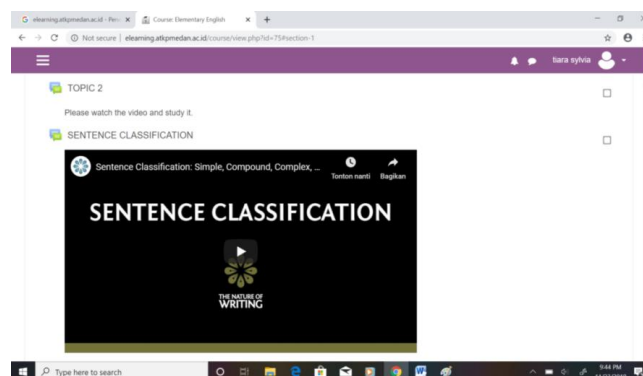 elearning.atkpmedan.ac.id - Pen
Course: Elementary English
Not secure | elearning.atkpmedan.ac.id/course/view.php?id=75#section-1
tiara sylvia
TOPIC 2
Please watch the video and study it.
SENTENCE CLASSIFICATION
Sentence Classification: Simple, Compound, Complex, ...
Tonton nanti
Bagikan
SENTENCE CLASSIFICATION
THE NATURE OF
WRITING
Type here to search
9:44 PM